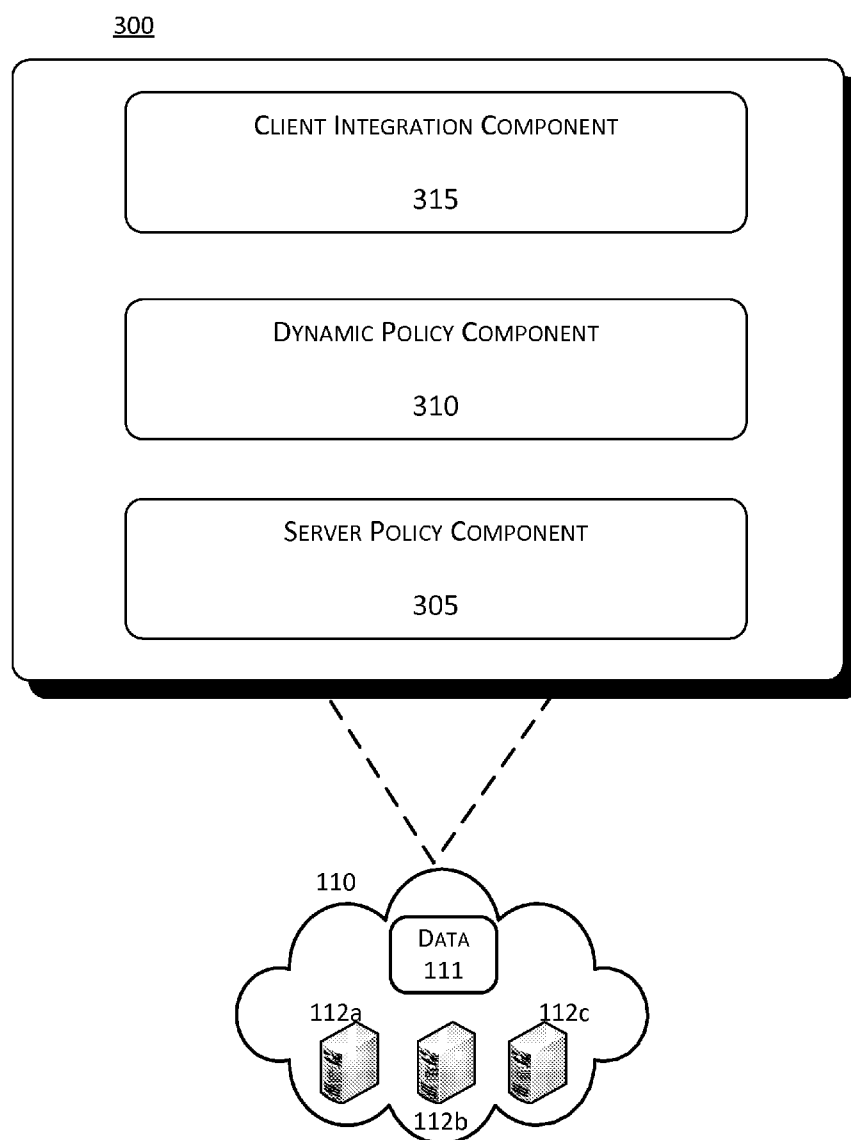 300
CLIENT INTEGRATION COMPONENT
315
DYNAMIC POLICY COMPONENT
310
SERVER POLICY COMPONENT
305
110
DATA
111
112a
112c
112b